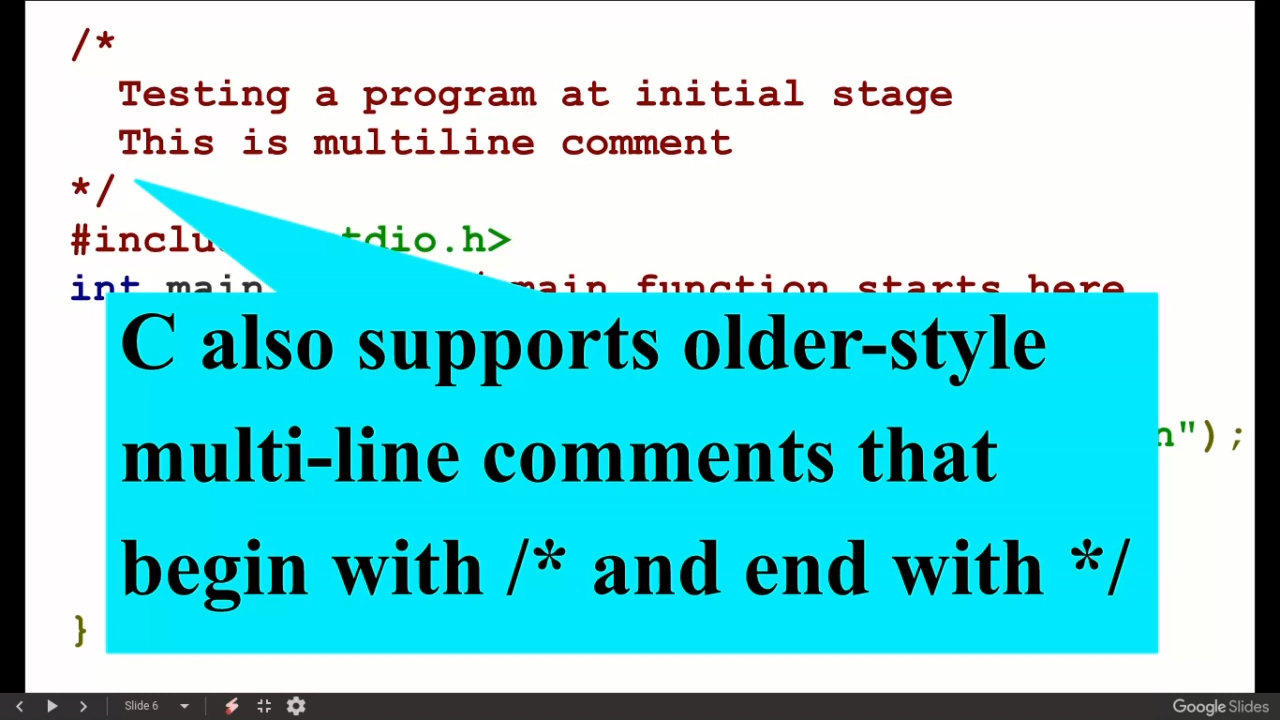 /*
Testing a program at initial stage
This is multiline comment
*/
tdio.h>
int main main function starts here
C also supports older-style
multi-line comments that
begin with /* and end with */
n");
}
Slide 6
Google Slides